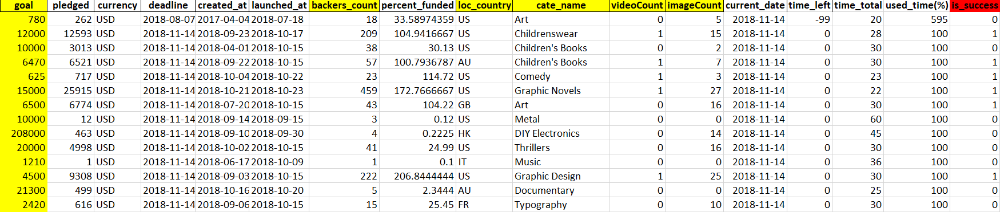 goal pledged currency deadline created_at launched_at backers_count percent_funded loc_country cate_name videoCount imageCount current_date time_left time_total used_time(%) is_success
780 262 USD 2018-08-07 2017-04-04 2018-07-18 18 33.58974359 US Art 0 5 2018-11-14 -99 20 595 0
12000 12593 USD 2018-11-14 2018-09-23 2018-10-17 209 104.9416667 US Childrenswear 1 15 2018-11-14 0 28 100 1
10000 3013 USD 2018-11-14 2018-04-01 2018-10-15 38 30.13 US Children's Books 0 2 2018-11-14 0 30 100 0
6470 6521 USD 2018-11-14 2018-09-22 2018-10-15 57 100.7936787 AU Children's Books 1 7 2018-11-14 0 30 100 1
625 717 USD 2018-11-14 2018-10-04 2018-10-22 23 114.72 US Comedy 1 3 2018-11-14 0 23 100 1
15000 25915 USD 2018-11-14 2018-10-21 2018-10-23 459 172.7666667 US Graphic Novels 1 27 2018-11-14 0 22 100 1
6500 6774 USD 2018-11-14 2018-07-20 2018-10-15 43 104.22 GB Art 0 16 2018-11-14 0 30 100 1
10000 12 USD 2018-11-14 2018-09-14 2018-09-15 3 0.12 US Metal 0 0 2018-11-14 0 60 100 0
208000 463 USD 2018-11-14 2018-09-10 2018-09-30 4 0.2225 HK DIY Electronics 0 14 2018-11-14 0 45 100 0
20000 4998 USD 2018-11-14 2018-10-02 2018-10-15 41 24.99 US Thrillers 0 16 2018-11-14 0 30 100 0
1210 1 USD 2018-11-14 2018-06-17 2018-10-09 1 0.1 IT Music 0 0 2018-11-14 0 36 100 0
4500 9308 USD 2018-11-14 2018-09-03 2018-10-15 222 206.8444444 US Graphic Design 1 25 2018-11-14 0 30 100 1
21300 499 USD 2018-11-14 2018-10-16 2018-10-20 5 2.3444 AU Documentary 0 0 2018-11-14 0 25 100 0
2420 616 USD 2018-11-14 2018-09-06 2018-10-15 15 25.45 FR Typography 0 10 2018-11-14 0 30 100 0